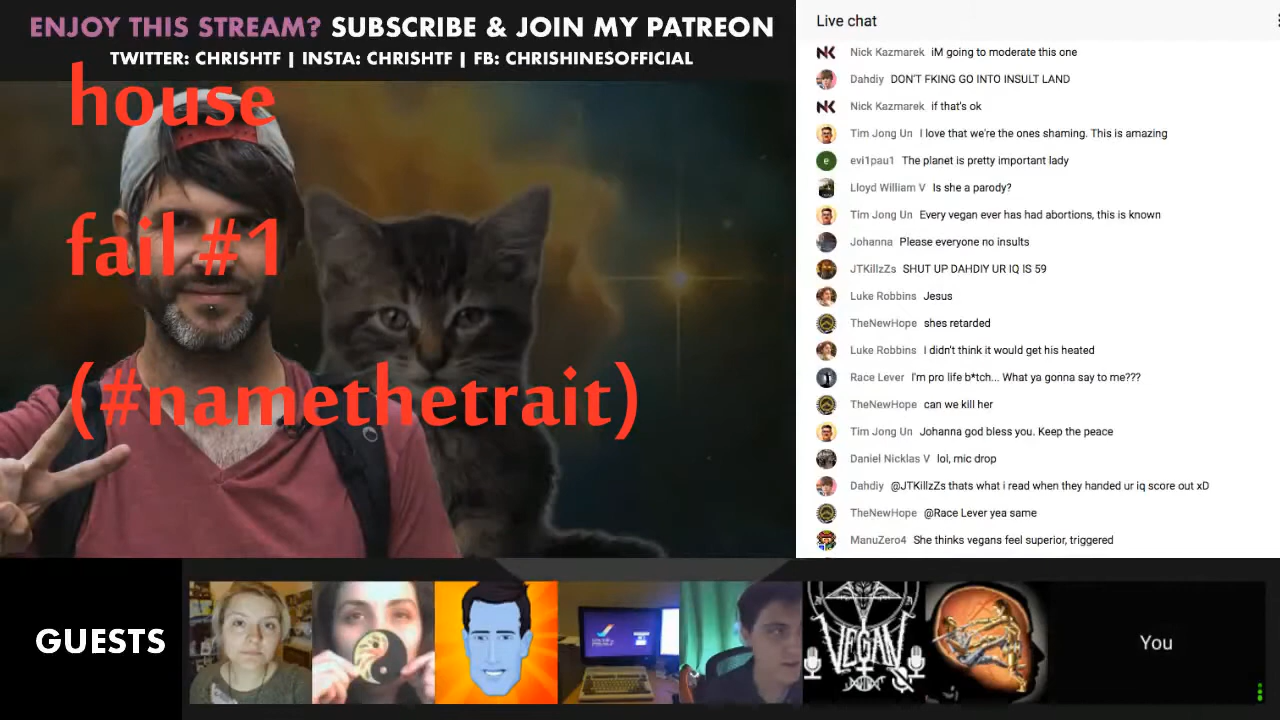 ENJOY THIS STREAM? SUBSCRIBE & JOIN MY PATREON
TWITTER: CHRISHTF | INSTA: CHRISHTF | FB: CHRISHINESOFFICIAL
house
fail #1
(#namethetrait)
Live chat
Nick Kazmarek iM going to moderate this one
Dahdiy DON'T FKING GO INTO INSULT LAND
Nick Kazmarek if that's ok
Tim Jong Un I love that we're the ones shaming. This is amazing
evi1pau1 The planet is pretty important lady
Lloyd William V Is she a parody?
Tim Jong Un Every vegan ever has had abortions, this is known
Johanna Please everyone no insults
JTKillzZs SHUT UP DAHDIY UR IQ IS 59
Luke Robbins Jesus
TheNewHope shes retarded
Luke Robbins I didn't think it would get his heated
Race Lever I'm pro life b*tch... What ya gonna say to me???
TheNewHope can we kill her
Tim Jong Un Johanna god bless you. Keep the peace
Daniel Nicklas V lol, mic drop
Dahdiy @JTKillzZs thats what i read when they handed ur iq score out xD
TheNewHope @Race Lever yea same
ManuZero4 She thinks vegans feel superior, triggered
GUESTS
VEGAN
You